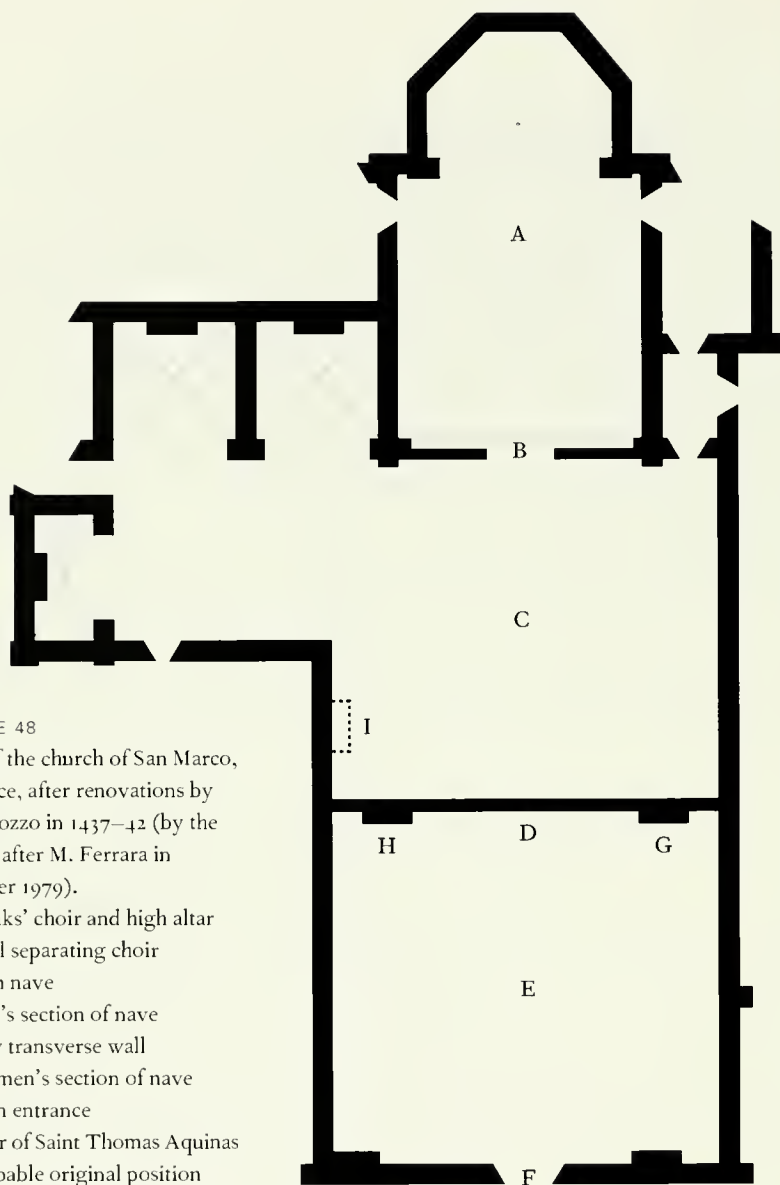 A
B
C
I
H
D
G
E
F
E 48
f the church of San Marco,
ce, after renovations by
ozzo in 1437–42 (by the
after M. Ferrara in
er 1979).
ks' choir and high altar
l separating choir
n nave
's section of nave
transverse wall
men's section of nave
n entrance
r of Saint Thomas Aquinas
bable original position